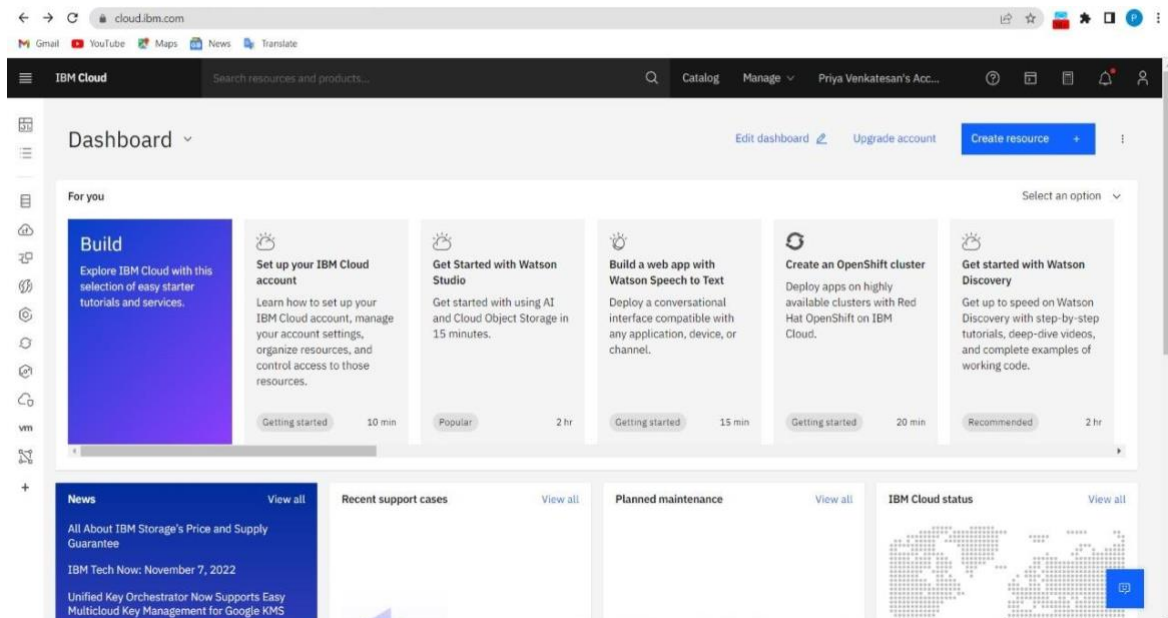 cloud.ibm.com
Gmail YouTube Maps News Translate
IBM Cloud Search resources and products... Catalog Manage Priya Venkatesan's Acc...
Dashboard
Edit dashboard Upgrade account Create resource +
For you Select an option
Build
Explore IBM Cloud with this
selection of easy starter
tutorials and services.
Set up your IBM Cloud
account
Learn how to set up your
IBM Cloud account, manage
your account settings,
organize resources, and
control access to those
resources.
Getting started 10 min
Get Started with Watson
Studio
Get started with using AI
and Cloud Object Storage in
15 minutes.
Popular 2 hr
Build a web app with
Watson Speech to Text
Deploy a conversational
interface compatible with
any application, device, or
channel.
Getting started 15 min
Create an OpenShift cluster
Deploy apps on highly
available clusters with Red
Hat OpenShift on IBM
Cloud.
Getting started 20 min
Get started with Watson
Discovery
Get up to speed on Watson
Discovery with step-by-step
tutorials, deep-dive videos,
and complete examples of
working code.
Recommended 2 hr
vm
News View all
All About IBM Storage's Price and Supply
Guarantee
IBM Tech Now: November 7, 2022
Unified Key Orchestrator Now Supports Easy
Multicloud Key Management for Google KMS
Recent support cases View all
Planned maintenance View all
IBM Cloud status View all